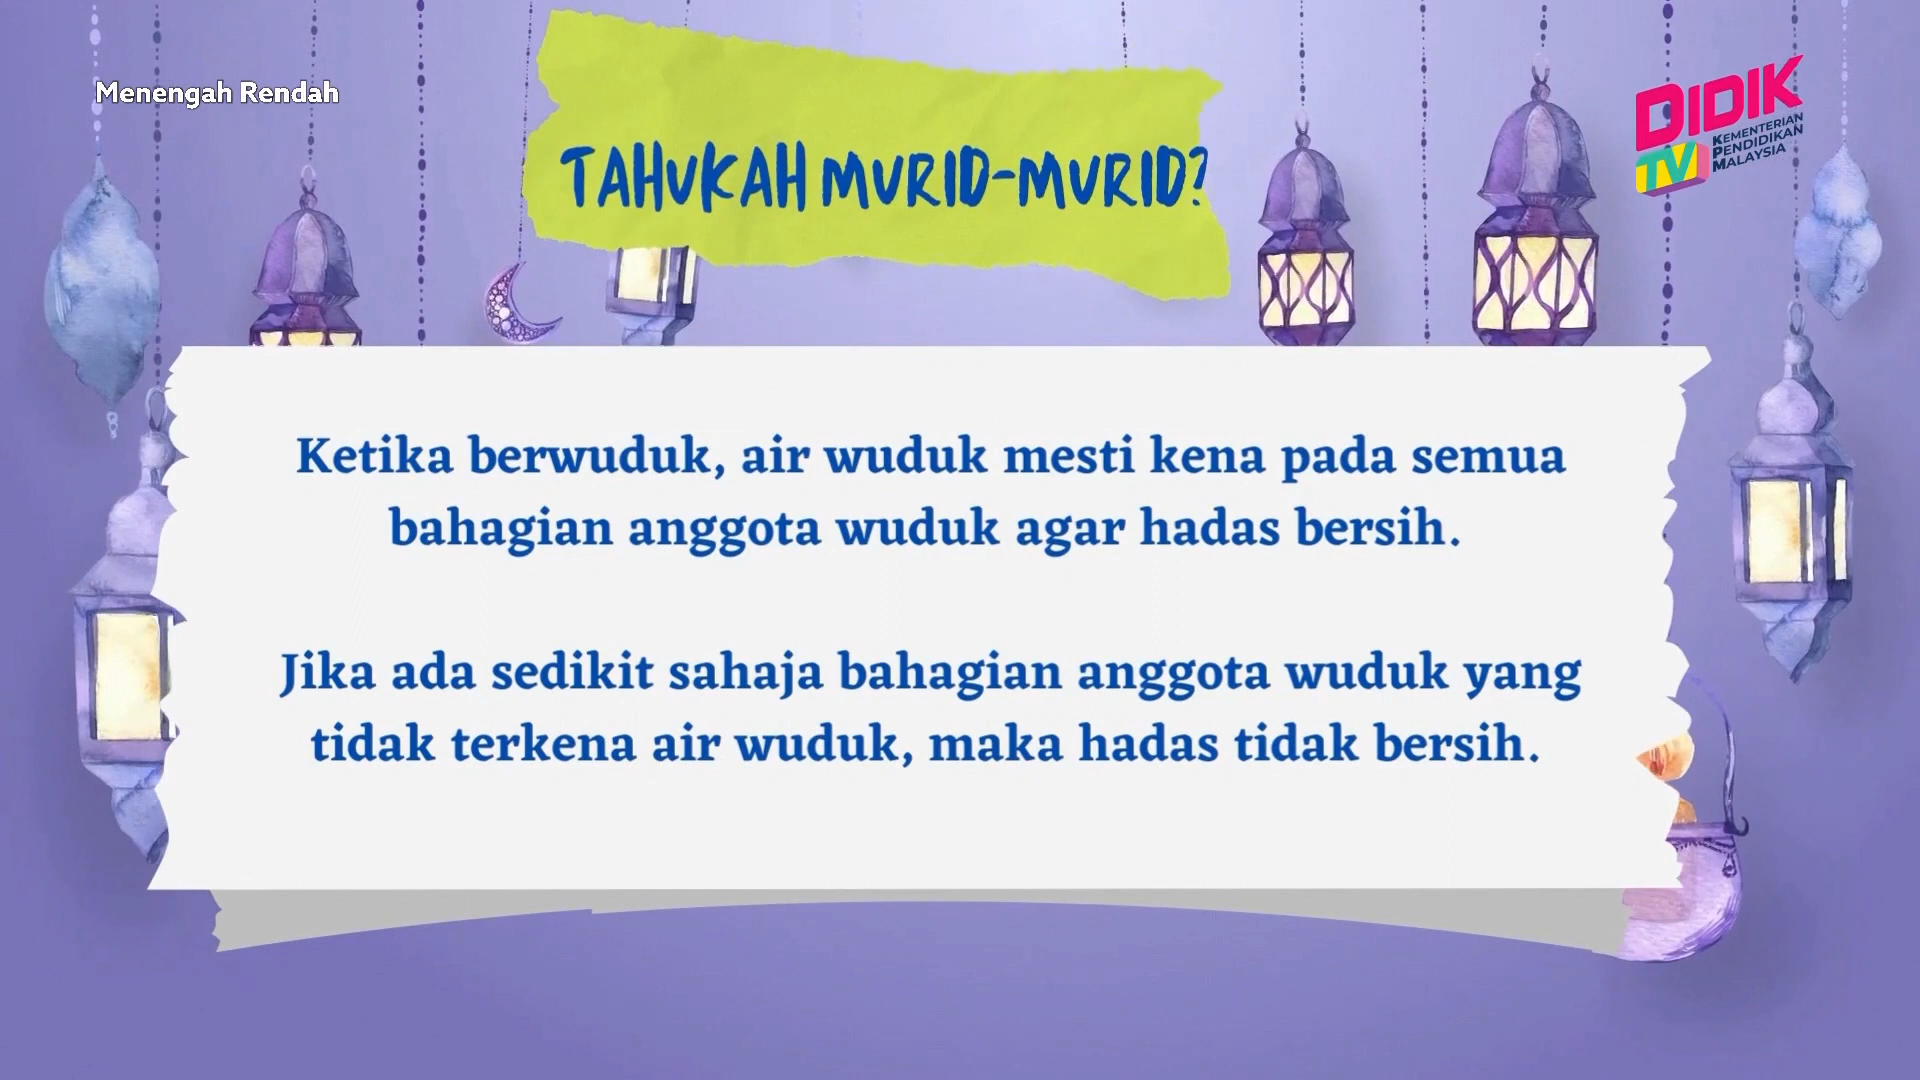 Menengah Rendah
DIDIK
TV
KEMENTERIAN
PENDIDIKAN
MALAYSIA
TAHUKAH MURID-MURID?
Ketika berwuduk, air wuduk mesti kena pada semua
bahagian anggota wuduk agar hadas bersih.
Jika ada sedikit sahaja bahagian anggota wuduk yang
tidak terkena air wuduk, maka hadas tidak bersih.